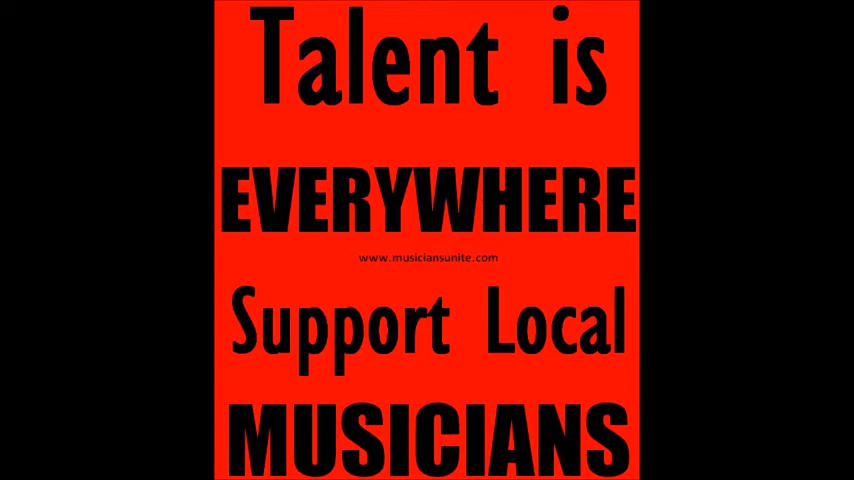 Talent is
EVERYWHERE
www.musiciansunite.com
Support Local
MUSICIANS